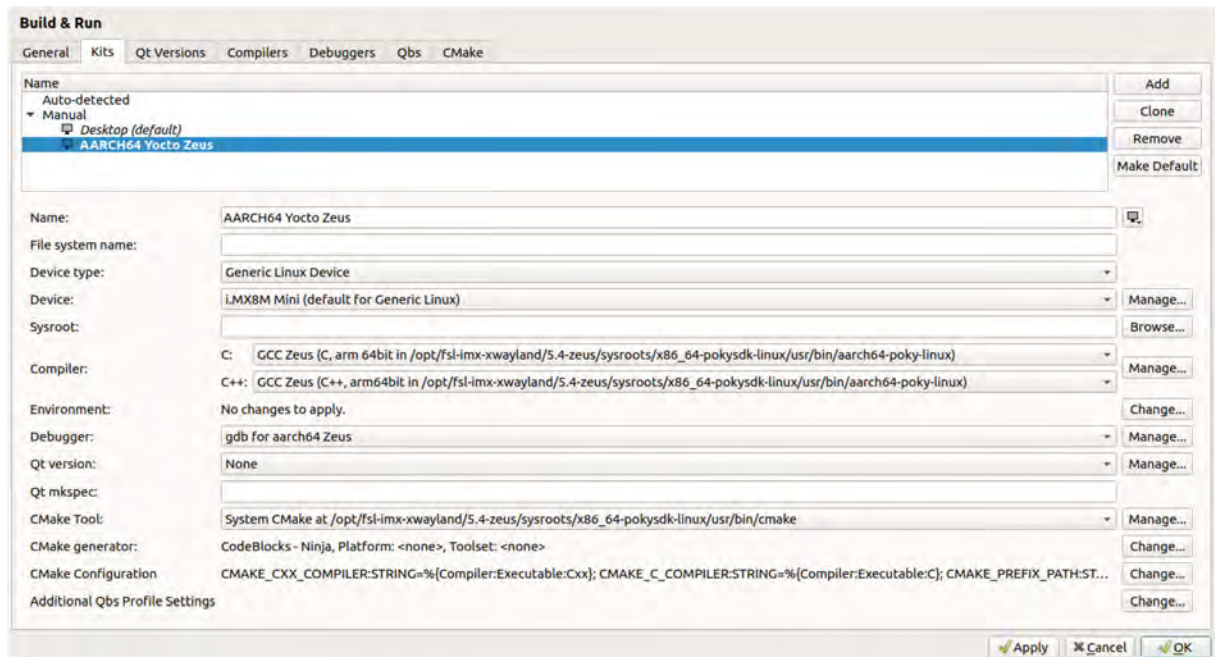 Build & Run
General Kits Qt Versions Compilers Debuggers Qbs CMake
Name
Auto-detected
Manual
Desktop (default)
AARCH64 Yocto Zeus
Add
Clone
Remove
Make Default
Name: AARCH64 Yocto Zeus
File system name:
Device type: Generic Linux Device
Device: i.MX8M Mini (default for Generic Linux) Manage...
Sysroot: Browse...
Compiler: C: GCC Zeus (C, arm 64bit in /opt/fsl-imx-xwayland/5.4-zeus/sysroots/x86_64-pokysdk-linux/usr/bin/aarch64-poky-linux) Manage...
C++: GCC Zeus (C++, arm64bit in /opt/fsl-imx-xwayland/5.4-zeus/sysroots/x86_64-pokysdk-linux/usr/bin/aarch64-poky-linux)
Environment: No changes to apply. Change...
Debugger: gdb for aarch64 Zeus Manage...
Qt version: None Manage...
Qt mkspec:
CMake Tool: System CMake at /opt/fsl-imx-xwayland/5.4-zeus/sysroots/x86_64-pokysdk-linux/usr/bin/cmake Manage...
CMake generator: CodeBlocks - Ninja, Platform: <none>, Toolset: <none> Change...
CMake Configuration CMAKE_CXX_COMPILER:STRING=%{Compiler:Executable:Cxx}; CMAKE_C_COMPILER:STRING=%{Compiler:Executable:C}; CMAKE_PREFIX_PATH:ST... Change...
Additional Qbs Profile Settings Change...
Apply Cancel OK